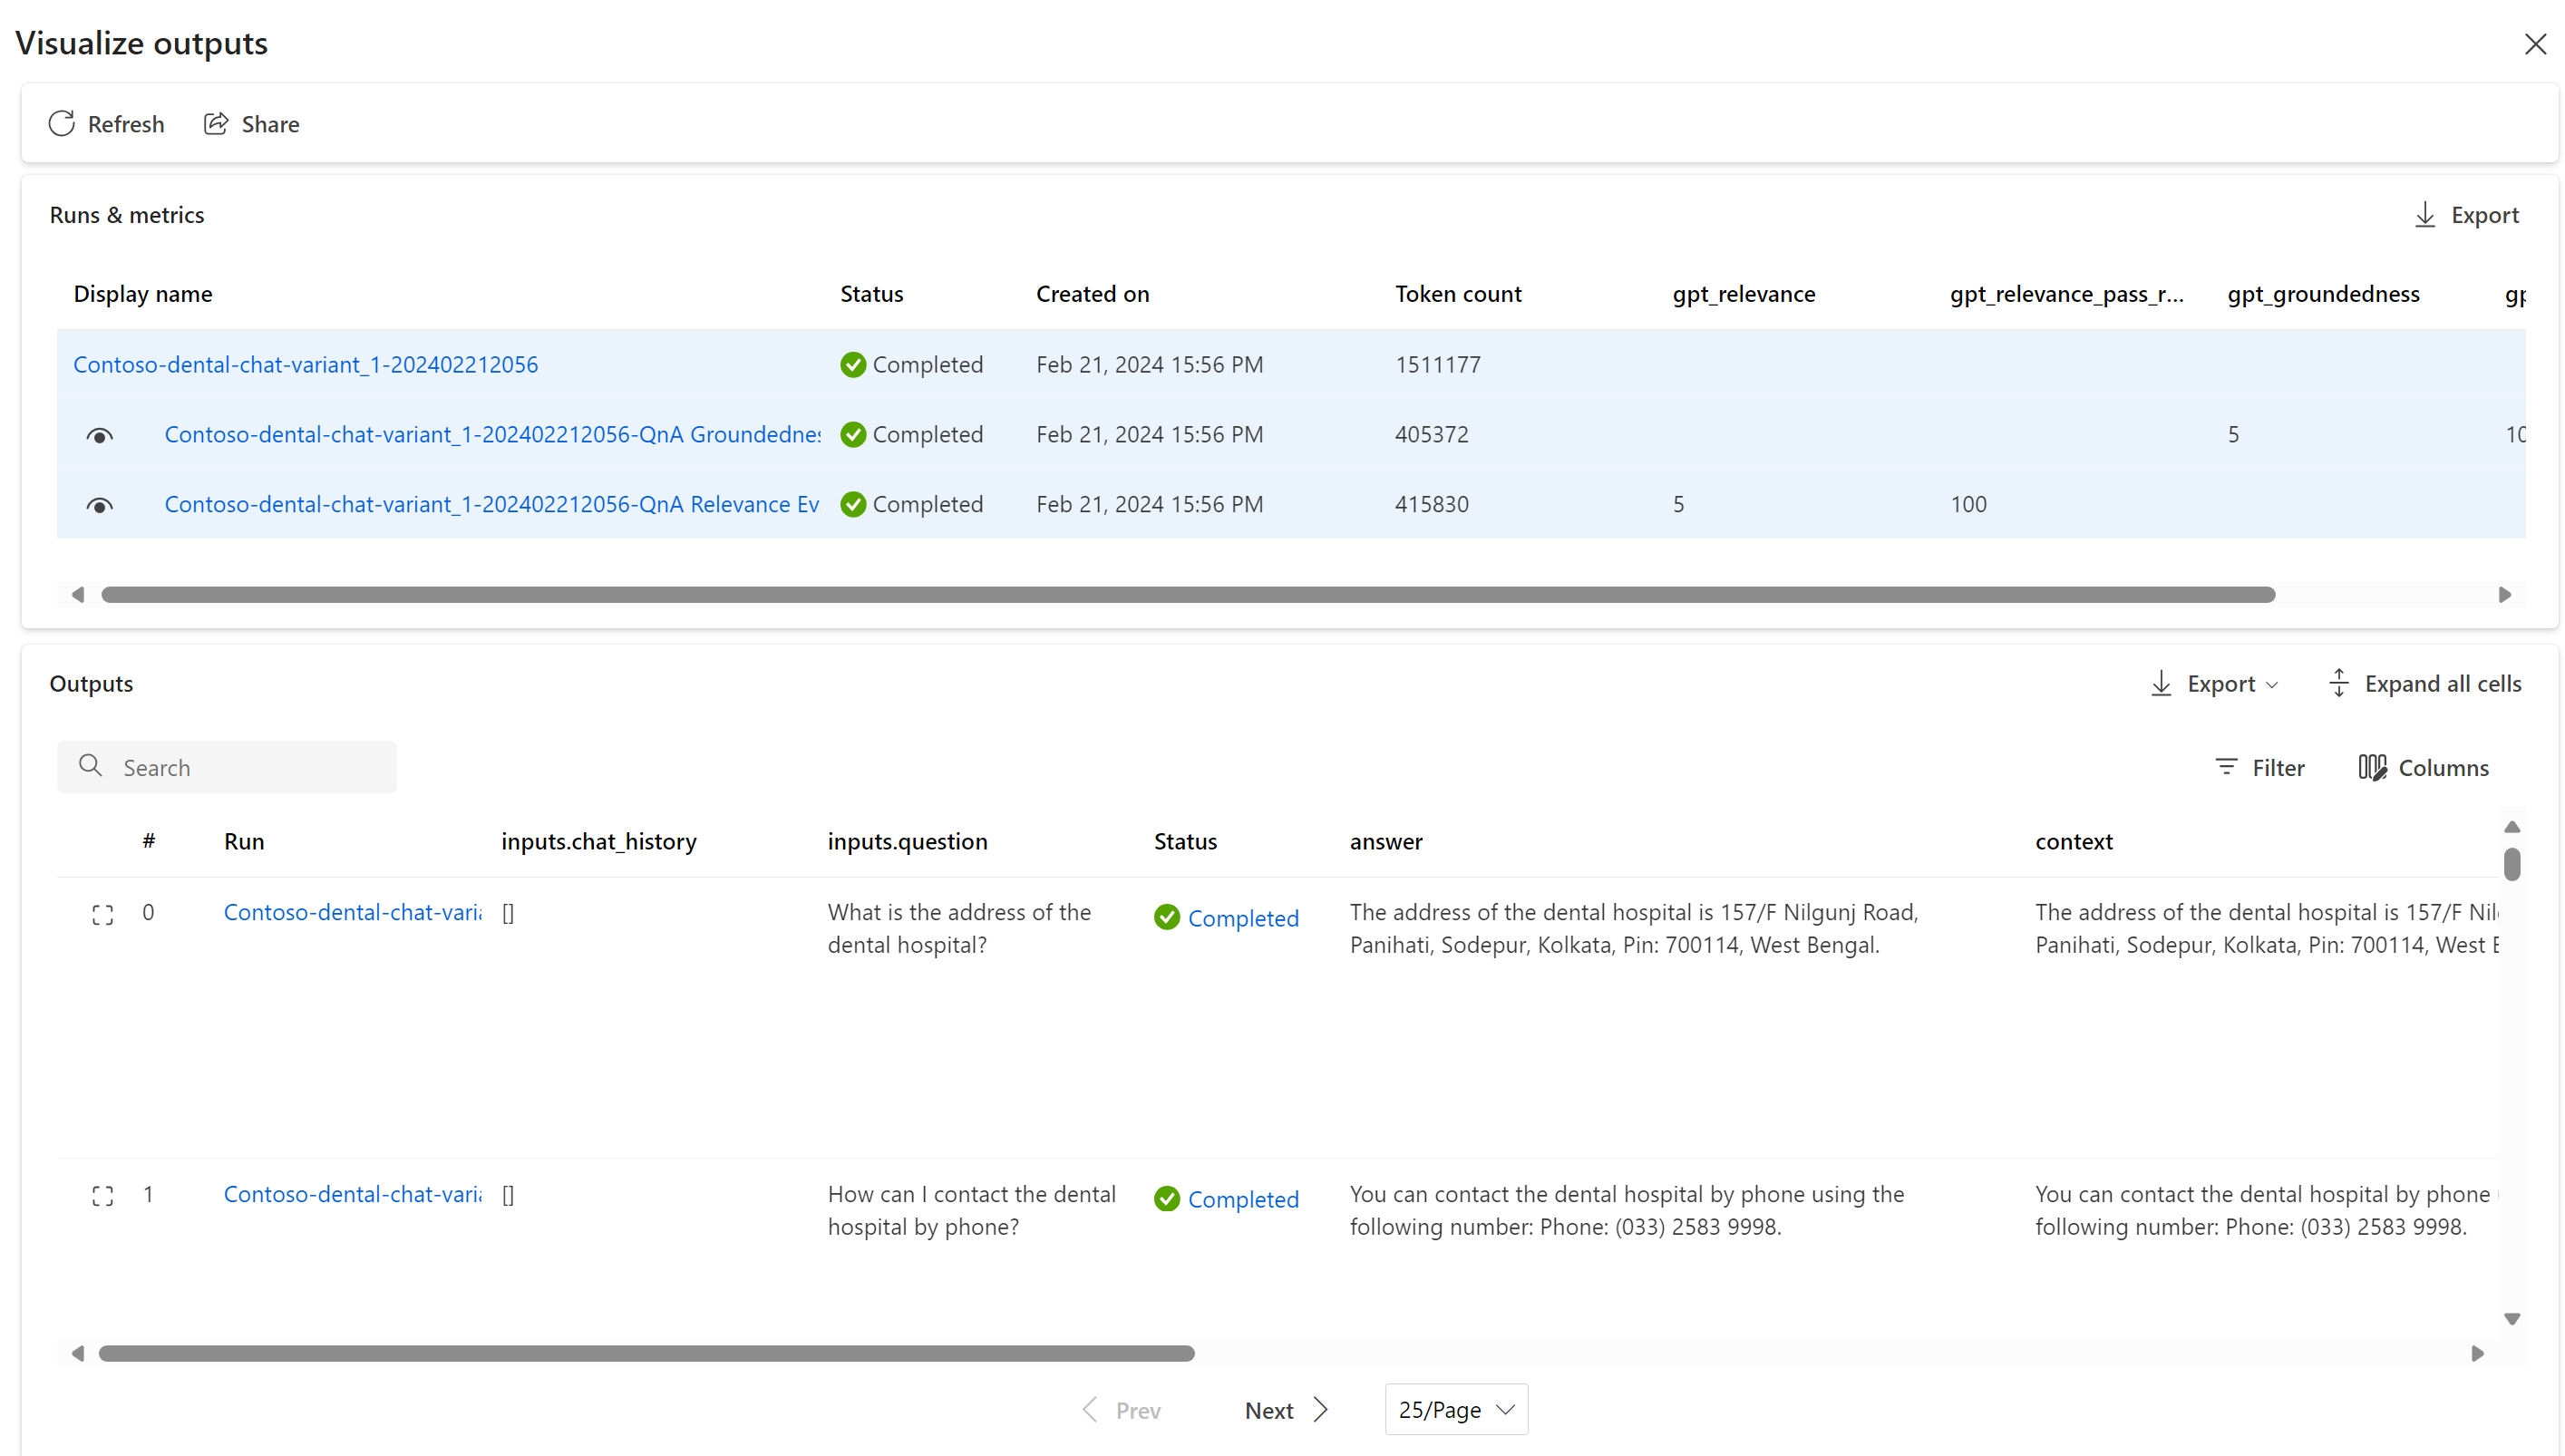 Visualize outputs
Refresh Share
Runs & metrics Export
Display name Status Created on Token count gpt_relevance gpt_relevance_pass_r... gpt_groundedness
Contoso-dental-chat-variant_1-202402212056 Completed Feb 21, 2024 15:56 PM 1511177
Contoso-dental-chat-variant_1-202402212056-QnA Groundednes Completed Feb 21, 2024 15:56 PM 405372 5 10
Contoso-dental-chat-variant_1-202402212056-QnA Relevance Ev Completed Feb 21, 2024 15:56 PM 415830 5 100
Outputs Export Expand all cells
Search Filter Columns
# Run inputs.chat_history inputs.question Status answer context
0 Contoso-dental-chat-varia [] What is the address of the Completed The address of the dental hospital is 157/F Nilgunj Road, The address of the dental hospital is 157/F Nil
dental hospital? Panihati, Sodepur, Kolkata, Pin: 700114, West Bengal. Panihati, Sodepur, Kolkata, Pin: 700114, West
1 Contoso-dental-chat-varia [] How can I contact the dental Completed You can contact the dental hospital by phone using the You can contact the dental hospital by phone
hospital by phone? following number: Phone: (033) 2583 9998. following number: Phone: (033) 2583 9998.
Prev Next 25/Page